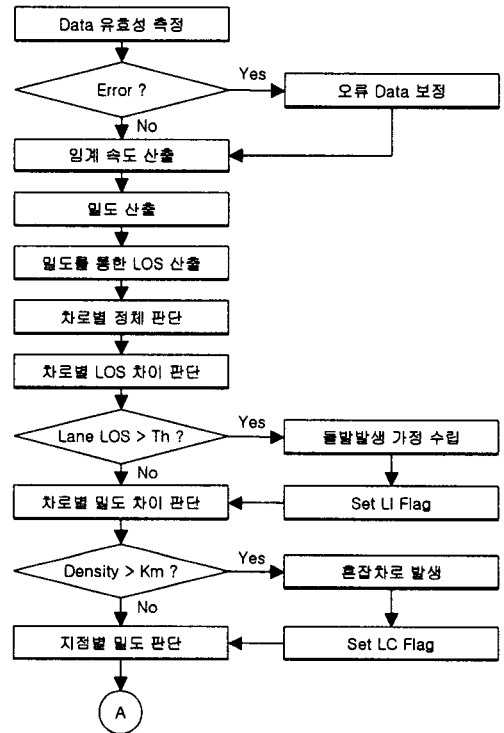 Data 유효성 측정
Error ?
Yes
오류 Data 보정
No
임계 속도 산출
밀도 산출
밀도를 통한 LOS 산출
차로별 정체 판단
차로별 LOS 차이 판단
Lane LOS > Th ?
Yes
돌발발생 가정 수립
No
차로별 밀도 차이 판단
Set LI Flag
Density > Km ?
Yes
혼잡차로 발생
No
지점별 밀도 판단
Set LC Flag
A